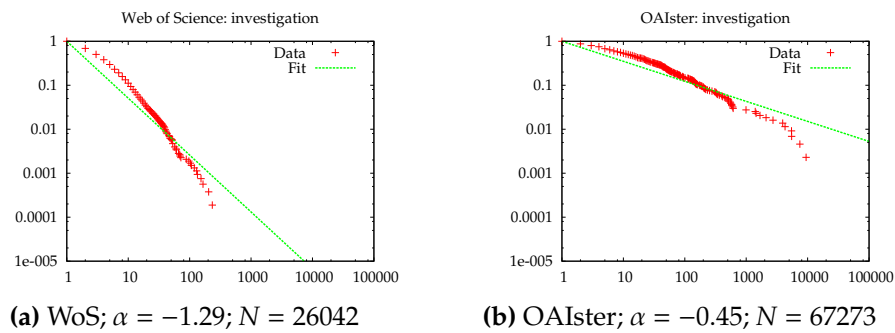 Web of Science: investigation
1
0.1
0.01
0.001
0.0001
1e-005
1 10 100 1000 10000 100000
Data
Fit
(a) WoS; α = −1.29; N = 26042
OAIster: investigation
1
0.1
0.01
0.001
0.0001
1e-005
1 10 100 1000 10000 100000
Data
Fit
(b) OAIster; α = −0.45; N = 67273